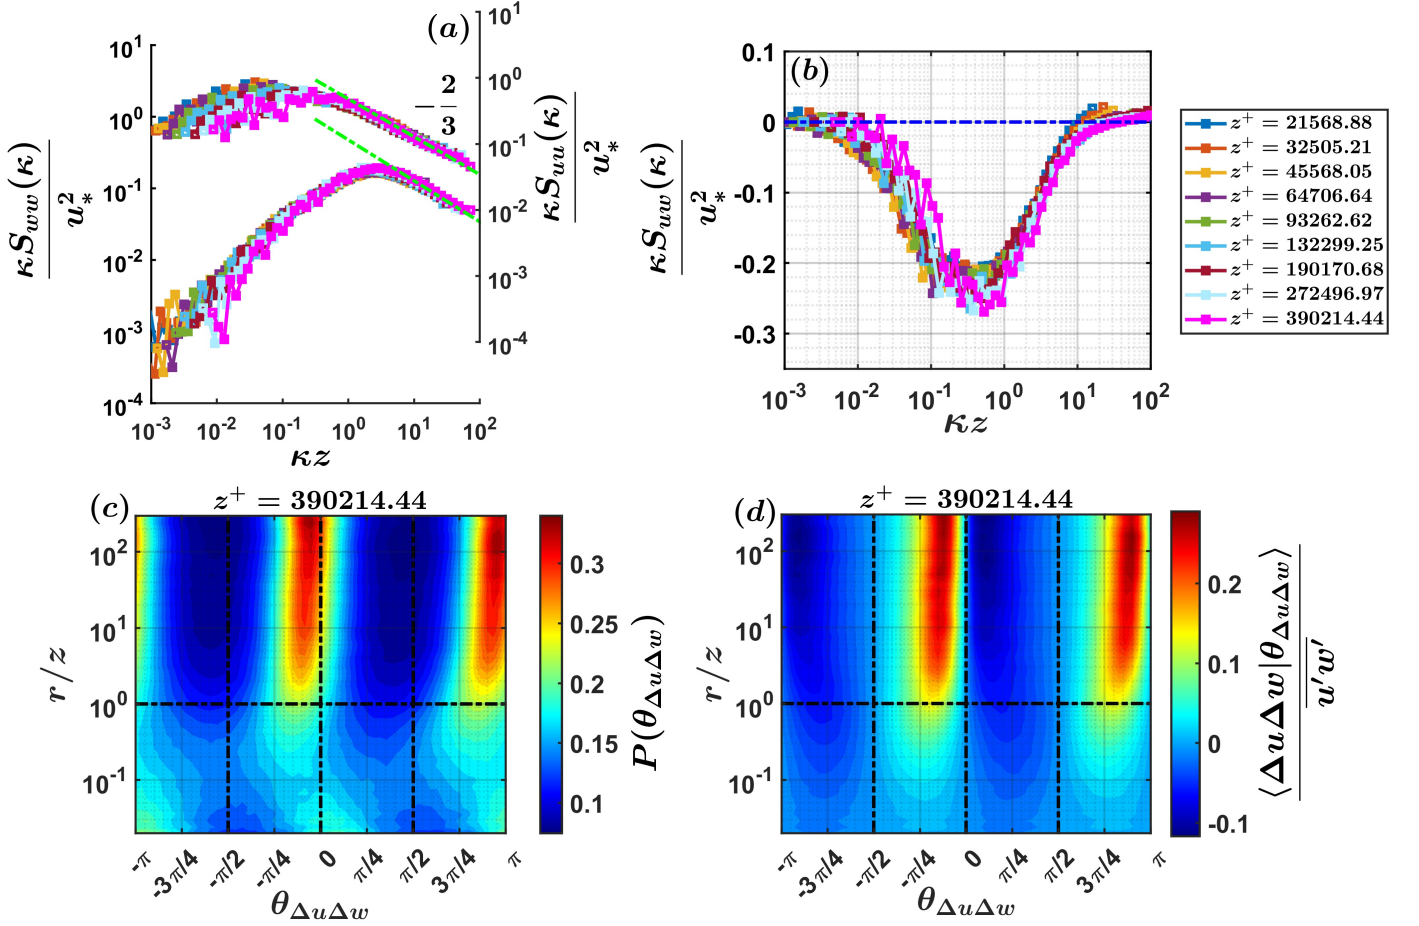 (a)
10^1
10^0
10^-1
10^-2
10^-3
10^-4
κS_ww(κ)
u_*^2
10^1
10^0
10^-1
10^-2
10^-3
10^-4
κS_uu(κ)
u_*^2
− 2/3
10^-3 10^-2 10^-1 10^0 10^1 10^2
κz
(b)
0.1
0
-0.1
-0.2
-0.3
κS_uw(κ)
u_*^2
10^-3 10^-2 10^-1 10^0 10^1 10^2
κz
z^+ = 21568.88
z^+ = 32505.21
z^+ = 45568.05
z^+ = 64706.64
z^+ = 93262.62
z^+ = 132299.25
z^+ = 190170.68
z^+ = 272496.97
z^+ = 390214.44
(c)
z^+ = 390214.44
10^2
10^1
10^0
10^-1
r/z
-π -3π/4 -π/2 -π/4 0 π/4 π/2 3π/4 π
θ_ΔuΔw
0.3
0.25
0.2
0.15
0.1
P(θ_ΔuΔw)
(d)
z^+ = 390214.44
10^2
10^1
10^0
10^-1
r/z
-π -3π/4 -π/2 -π/4 0 π/4 π/2 3π/4 π
θ_ΔuΔw
0.2
0.1
0
-0.1
⟨ΔuΔw|θ_ΔuΔw⟩
u'w'